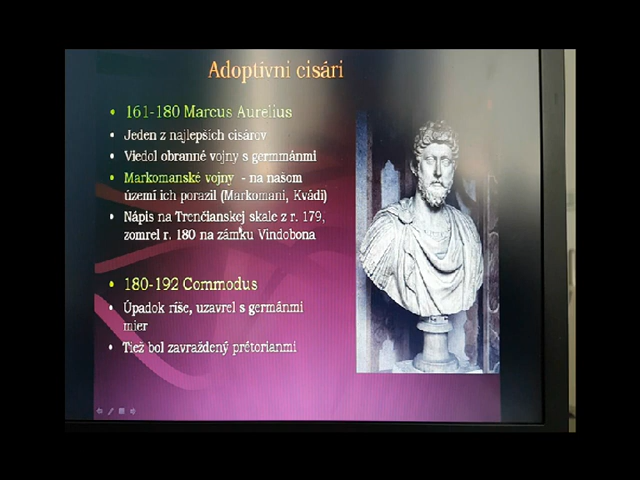 Adoptívni cisári
161-180 Marcus Aurelius
Jeden z najlepších cisárov
Viedol obranné vojny s germmánmi
Markomanské vojny - na našom
území ich porazil (Markomani, Kvádi)
Nápis na Trenčianskej skale z r. 179,
zomrel r. 180 na zámku Vindobona
180-192 Commodus
Úpadok ríše, uzavrel s germánmi
mier
Tiež bol zavraždený prétorianmi